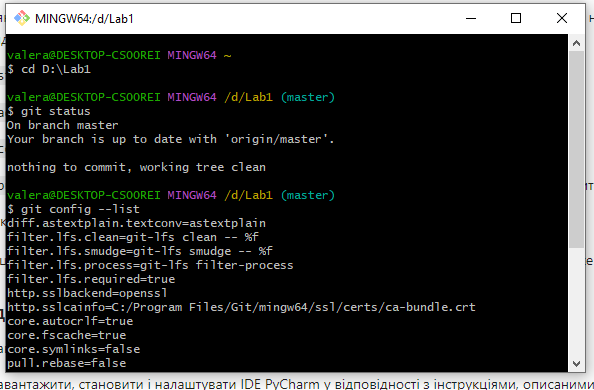 MINGW64:/d/Lab1
valera@DESKTOP-CSOOREI MINGW64 ~
$ cd D:\Lab1
valera@DESKTOP-CSOOREI MINGW64 /d/Lab1 (master)
$ git status
On branch master
Your branch is up to date with 'origin/master'.
nothing to commit, working tree clean
valera@DESKTOP-CSOOREI MINGW64 /d/Lab1 (master)
$ git config --list
diff.astextplain.textconv=astextplain
filter.lfs.clean=git-lfs clean -- %f
filter.lfs.smudge=git-lfs smudge -- %f
filter.lfs.process=git-lfs filter-process
filter.lfs.required=true
http.sslbackend=openssl
http.sslcainfo=C:/Program Files/Git/mingw64/ssl/certs/ca-bundle.crt
core.autocrlf=true
core.fscache=true
core.symlinks=false
pull.rebase=false
авантажити, становити і налаштувати IDE PyCharm у відповідності з інструкціями, описаними